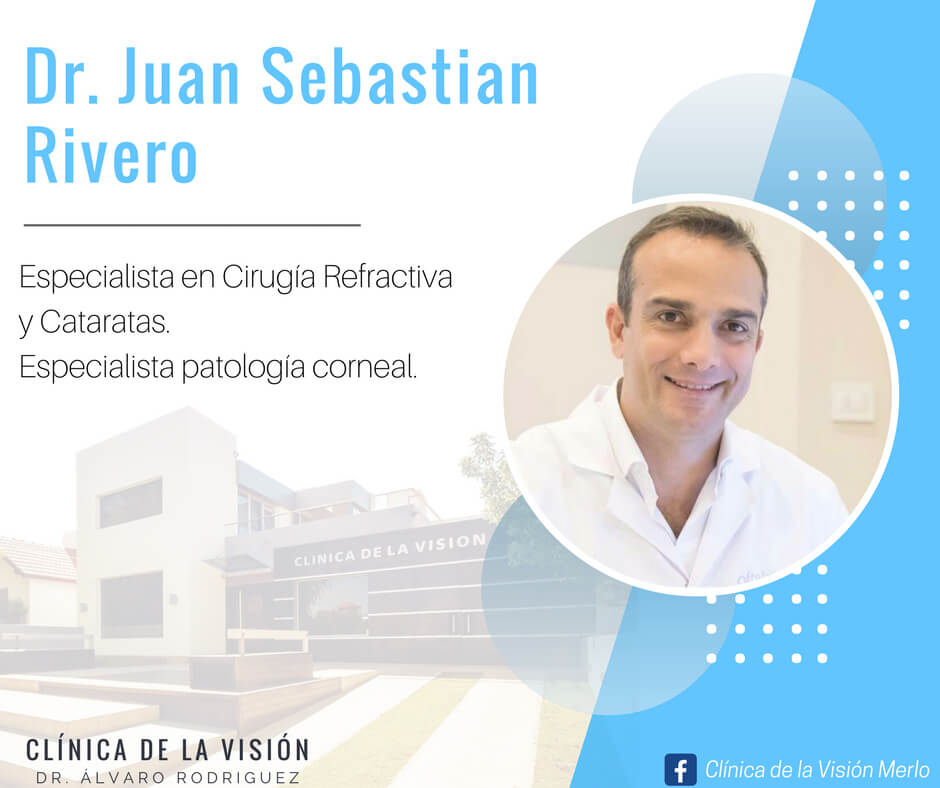 Dr. Juan Sebastian
Rivero
Especialista en Cirugía Refractiva
y Cataratas.
Especialista patología corneal.
CLINICA DE LA VISION
CLÍNICA DE LA VISIÓN
DR. ÁLVARO RODRIGUEZ
Clínica de la Visión Merlo